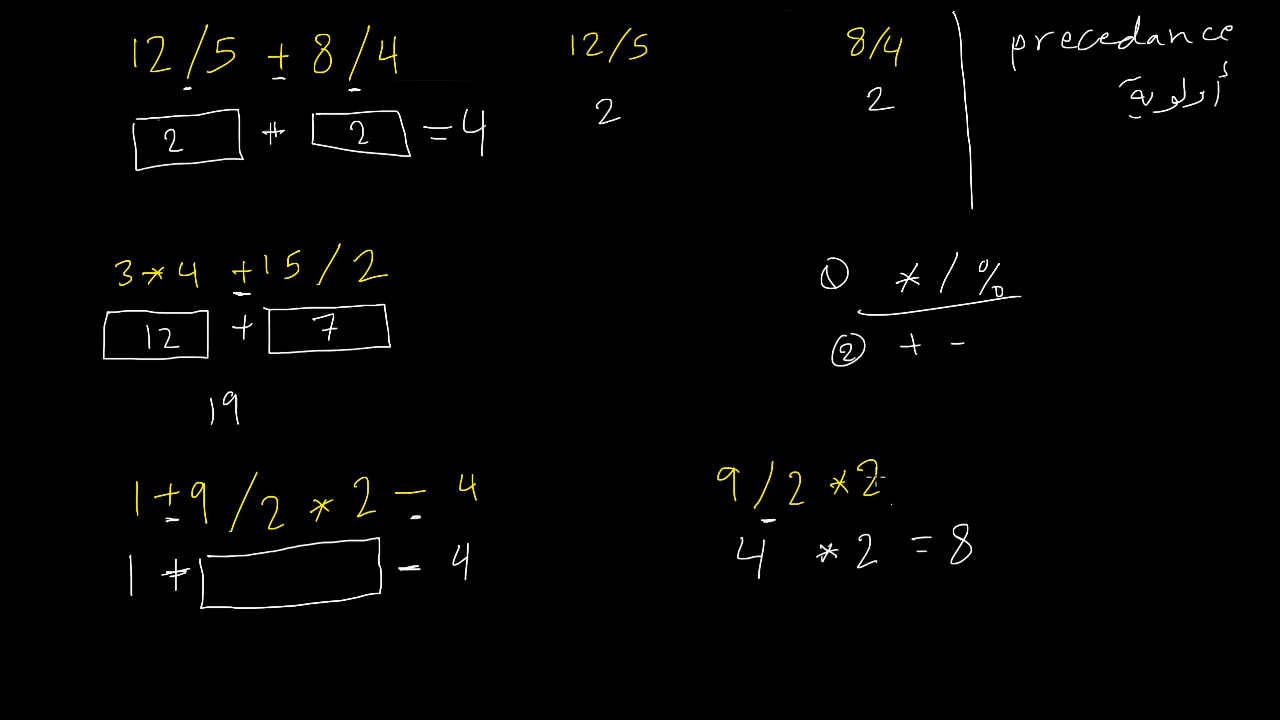 12/5 + 8/4
2 + 2 = 4
12/5
2
8/4
2
precedance
أولوية
3 * 4 + 15 / 2
12 + 7
19
① * / %
② + -
1 + 9 / 2 * 2 - 4
1 + - 4
9 / 2 * 2
4 * 2 = 8